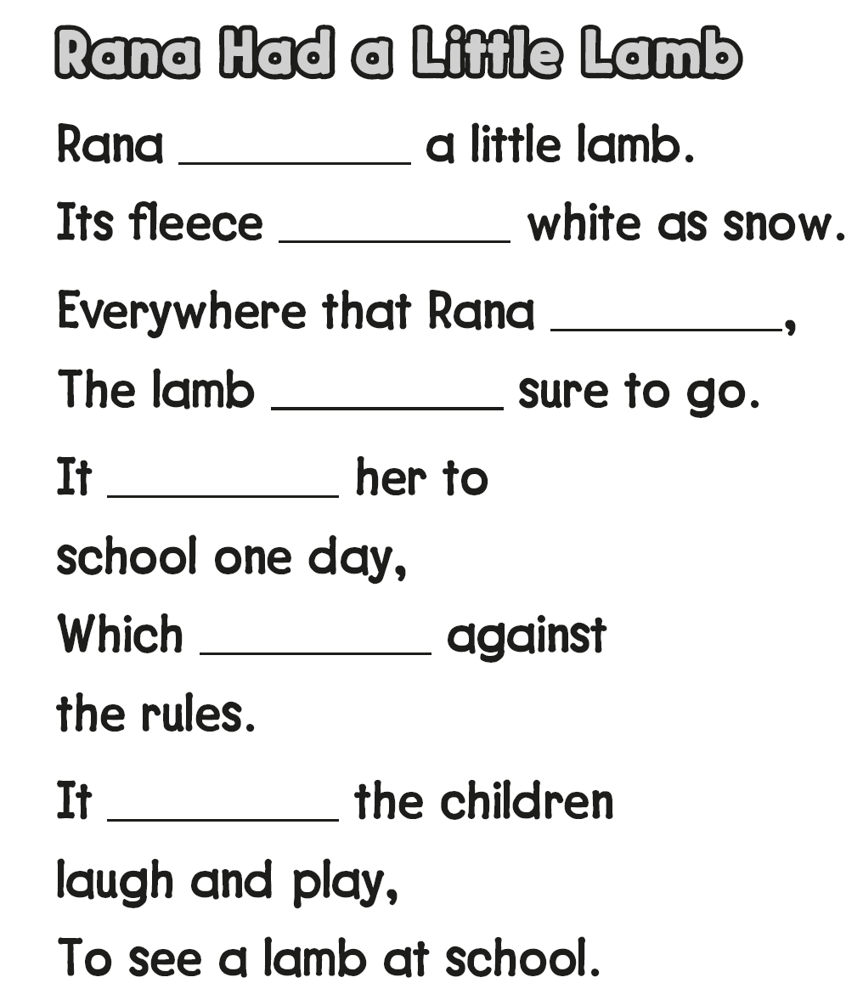 Rana Had a Little Lamb
Rana __________ a little lamb.
Its fleece __________ white as snow.
Everywhere that Rana __________,
The lamb __________ sure to go.
It __________ her to
school one day,
Which __________ against
the rules.
It __________ the children
laugh and play,
To see a lamb at school.